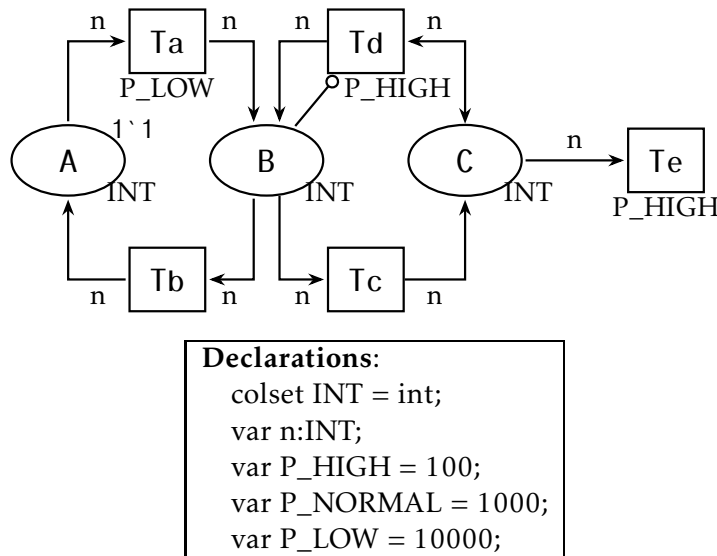 n Ta n n Td n
P_LOW P_HIGH
1`1
A B C n Te
INT INT INT P_HIGH
n Tb n n Tc n
Declarations:
colset INT = int;
var n:INT;
var P_HIGH = 100;
var P_NORMAL = 1000;
var P_LOW = 10000;